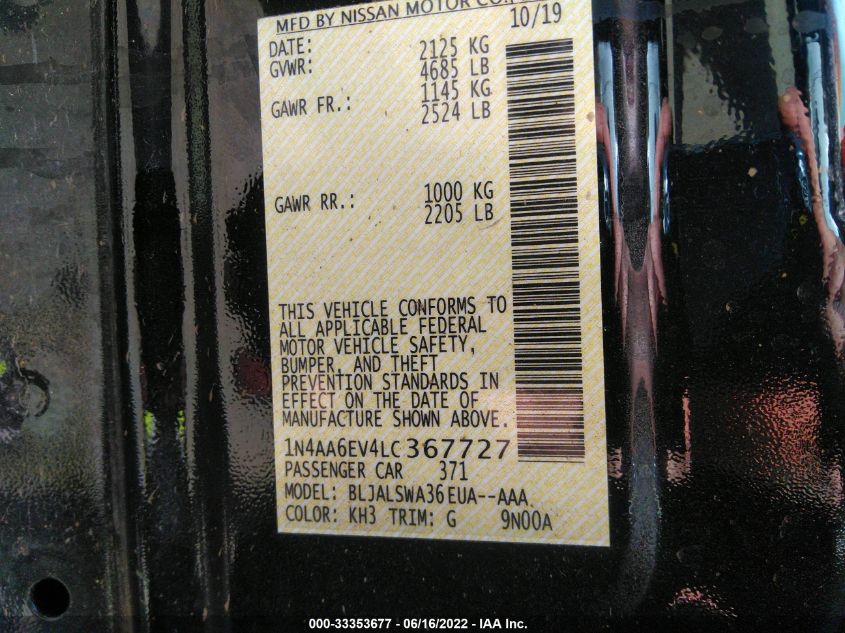 MFD BY NISSAN MOTOR CO.
DATE: 10/19
GVWR: 2125 KG
4685 LB
GAWR FR.: 1145 KG
2524 LB
GAWR RR.: 1000 KG
2205 LB
THIS VEHICLE CONFORMS TO
ALL APPLICABLE FEDERAL
MOTOR VEHICLE SAFETY,
BUMPER, AND THEFT
PREVENTION STANDARDS IN
EFFECT ON THE DATE OF
MANUFACTURE SHOWN ABOVE.
1N4AA6EV4LC367727
PASSENGER CAR 371
MODEL: BLJALSWA36EUA--AAA
COLOR: KH3 TRIM: G 9N00A
000-33353677 - 06/16/2022 - IAA Inc.